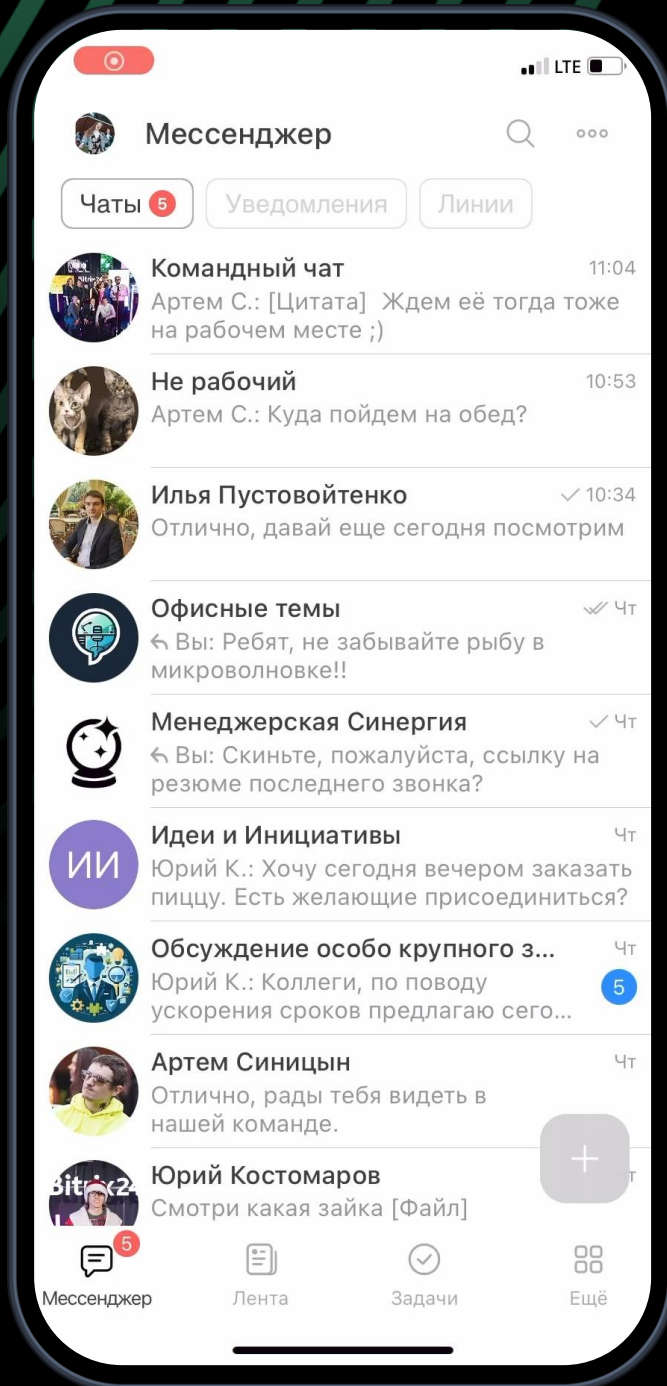 LTE
Мессенджер
Чаты 5
Уведомления
Линии
Командный чат
11:04
Артем С.: [Цитата] Ждем её тогда тоже
на рабочем месте ;)
Не рабочий
10:53
Артем С.: Куда пойдем на обед?
Илья Пустовойтенко
10:34
Отлично, давай еще сегодня посмотрим
Офисные темы
Чт
Вы: Ребят, не забывайте рыбу в
микроволновке!!
Менеджерская Синергия
Чт
Вы: Скиньте, пожалуйста, ссылку на
резюме последнего звонка?
ИИ
Идеи и Инициативы
Чт
Юрий К.: Хочу сегодня вечером заказать
пиццу. Есть желающие присоединиться?
Обсуждение особо крупного з...
Чт
Юрий К.: Коллеги, по поводу
ускорения сроков предлагаю сего...
5
Артем Синицын
Чт
Отлично, рады тебя видеть в
нашей команде.
Юрий Костомаров
Смотри какая зайка [Файл]
5
Мессенджер
Лента
Задачи
Ещё